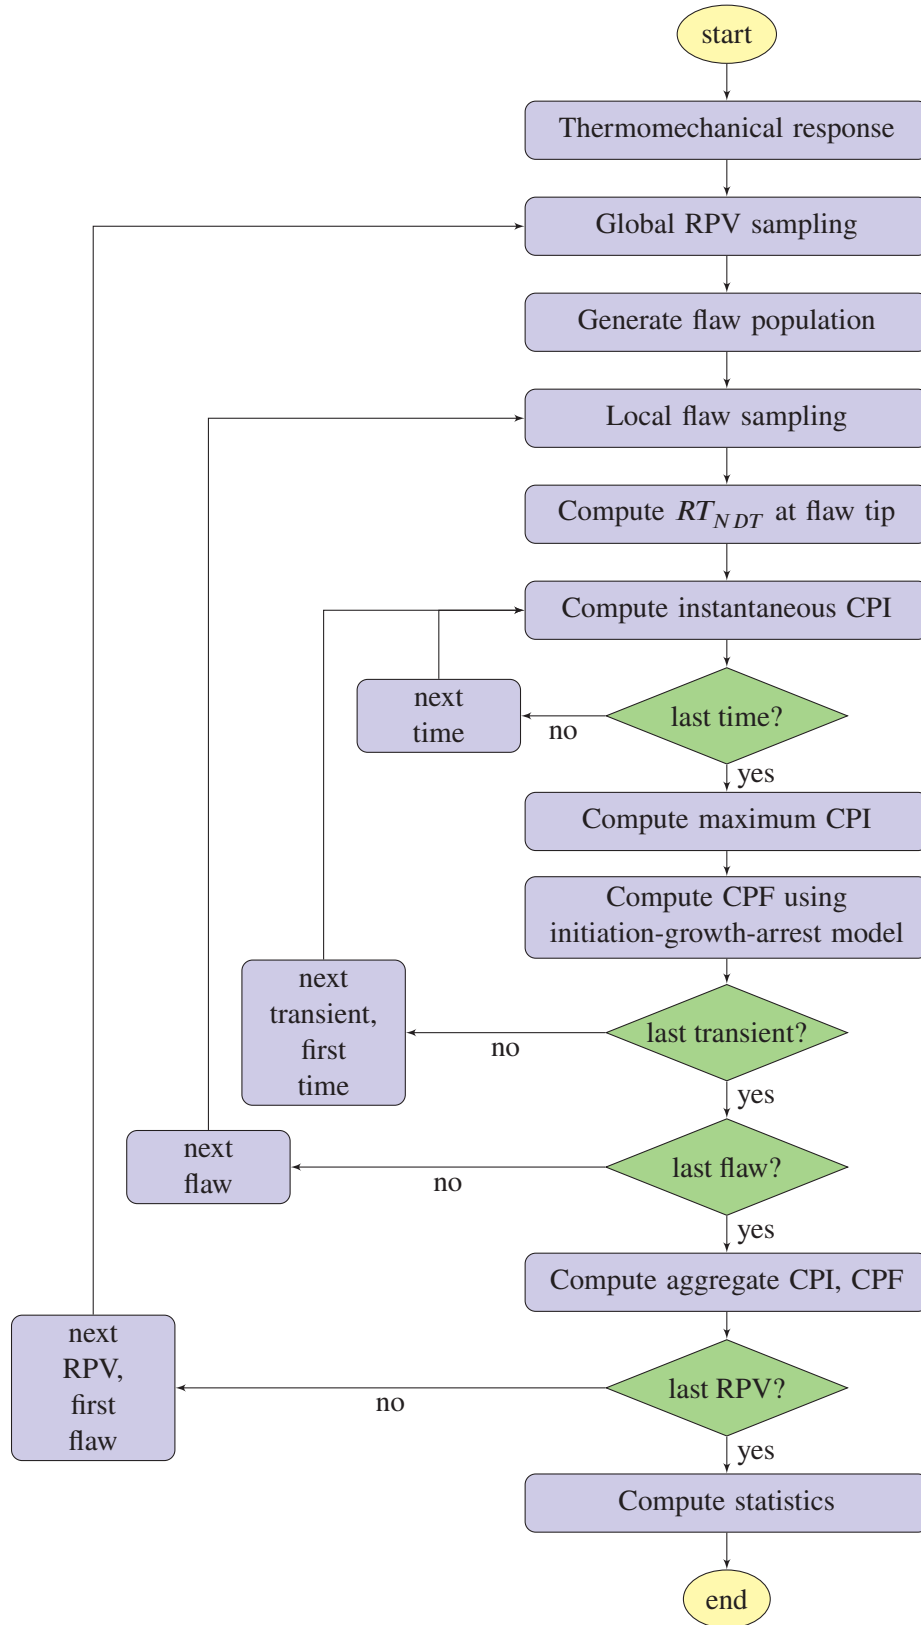 start
Thermomechanical response
Global RPV sampling
Generate flaw population
Local flaw sampling
Compute RT_NDT at flaw tip
Compute instantaneous CPI
next
time
no
last time?
yes
Compute maximum CPI
Compute CPF using
initiation-growth-arrest model
next
transient,
first
time
no
last transient?
yes
next
flaw
no
last flaw?
yes
Compute aggregate CPI, CPF
next
RPV,
first
flaw
no
last RPV?
yes
Compute statistics
end